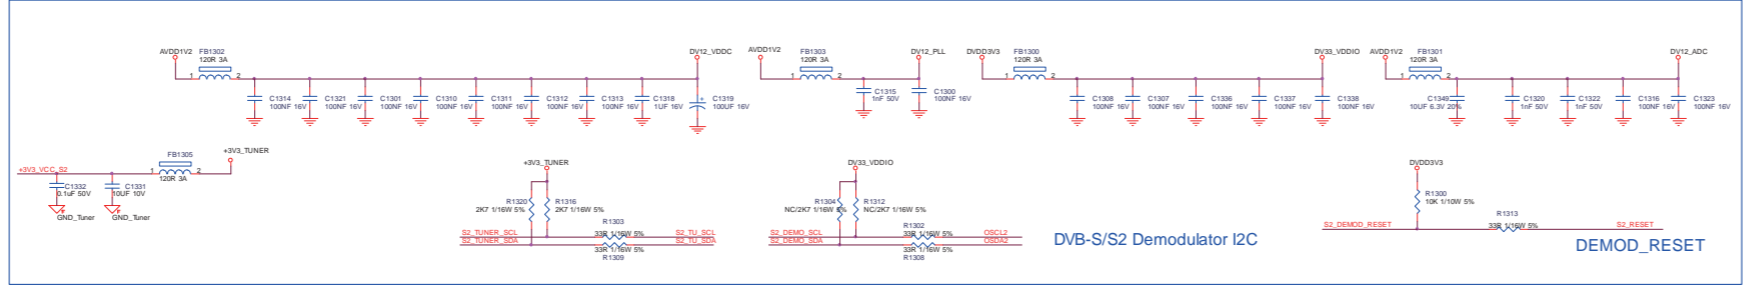 AVDD1V2
FB1302
120R 3A
1
2
DV12_VDDC
C1314
100NF 16V
C1321
100NF 16V
C1301
100NF 16V
C1310
100NF 16V
C1311
100NF 16V
C1312
100NF 16V
C1313
100NF 16V
C1318
1UF 16V
C1319
100UF 16V
AVDD1V2
FB1303
120R 3A
1
2
DV12_PLL
C1315
1nF 50V
C1300
100NF 16V
DVDD3V3
FB1300
120R 3A
1
2
DV33_VDDIO
C1308
100NF 16V
C1307
100NF 16V
C1336
100NF 16V
C1337
100NF 16V
C1338
100NF 16V
AVDD1V2
FB1301
120R 3A
1
2
DV12_ADC
C1349
10UF 6.3V 20%
C1320
1nF 50V
C1322
1nF 50V
C1316
100NF 16V
C1323
100NF 16V
+3V3_VCC_S2
FB1305
1
2
120R 3A
+3V3_TUNER
C1332
0.1uF 50V
GND_Tuner
C1331
10UF 10V
GND_Tuner
+3V3_TUNER
R1320
2K7 1/16W 5%
R1316
2K7 1/16W 5%
R1303
S2_TUNER_SCL
33R 1/16W 5%
S2_TU_SCL
S2_TUNER_SDA
33R 1/16W 5%
S2_TU_SDA
R1309
DV33_VDDIO
R1304
NC/2K7 1/16W 5%
R1312
NC/2K7 1/16W 5%
R1302
S2_DEMO_SCL
33R 1/16W 5%
OSCL2
S2_DEMO_SDA
33R 1/16W 5%
OSDA2
R1308
DVB-S/S2 Demodulator I2C
DVDD3V3
R1300
10K 1/10W 5%
R1313
S2_DEMOD_RESET
33R 1/16W 5%
S2_RESET
DEMOD_RESET